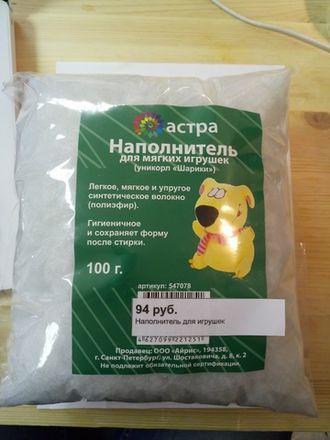 астра
Наполнитель
для мягких игрушек
(уникорл «Шарики»)
Легкое, мягкое и упругое
синтетическое волокно
(полиэфир).
Гигиеничное
и сохраняет форму
после стирки.
100 г.
артикул: 547078
94 руб.
Наполнитель для игрушек
4627099221251
Продавец: ООО «Айрис», 194358,
г. Санкт-Петербург, ул. Шостаковича, д. 8, к. 2
Не подлежит обязательной сертификации